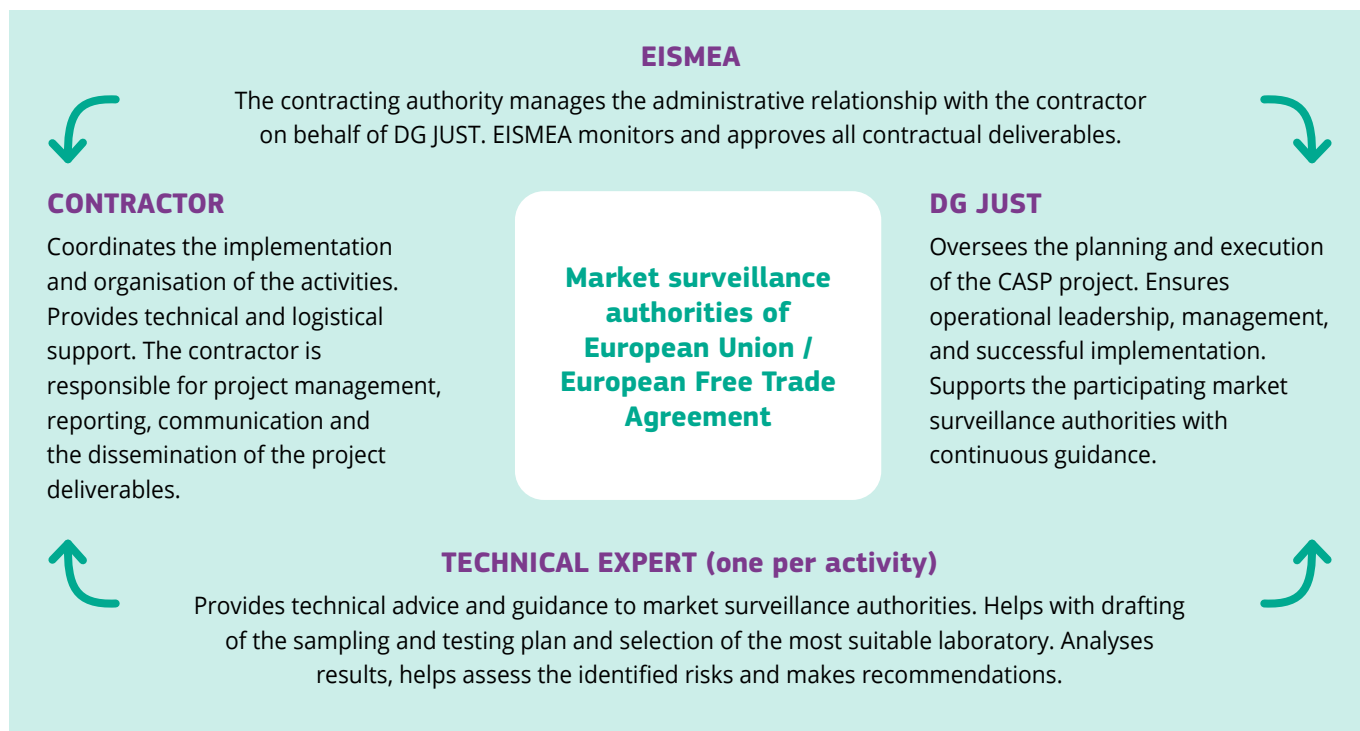 EISMEA
The contracting authority manages the administrative relationship with the contractor
on behalf of DG JUST. EISMEA monitors and approves all contractual deliverables.
CONTRACTOR
Coordinates the implementation
and organisation of the activities.
Provides technical and logistical
support. The contractor is
responsible for project management,
reporting, communication and
the dissemination of the project
deliverables.
Market surveillance
authorities of
European Union /
European Free Trade
Agreement
DG JUST
Oversees the planning and execution
of the CASP project. Ensures
operational leadership, management,
and successful implementation.
Supports the participating market
surveillance authorities with
continuous guidance.
TECHNICAL EXPERT (one per activity)
Provides technical advice and guidance to market surveillance authorities. Helps with drafting
of the sampling and testing plan and selection of the most suitable laboratory. Analyses
results, helps assess the identified risks and makes recommendations.